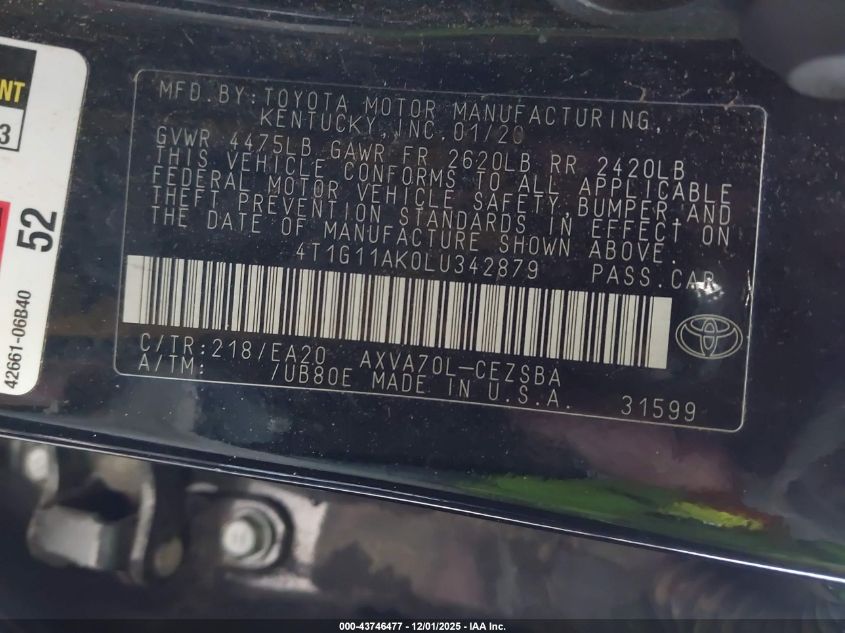 MFD.BY:TOYOTA MOTOR MANUFACTURING,
KENTUCKY,INC.01/20
GVWR 4475LB GAWR FR 2620LB RR 2420LB
THIS VEHICLE CONFORMS TO ALL APPLICABLE
FEDERAL MOTOR VEHICLE SAFETY,BUMPER AND
THEFT PREVENTION STANDARDS IN EFFECT ON
THE DATE OF MANUFACTURE SHOWN ABOVE.
4T1G11AK0LU342879 PASS.CAR
C/TR:218/EA20 AXVA70L-CEZSBA
A/TM: /UB80E MADE IN U.S.A. 31599
NT
3
52
42661-06B40
000-43746477 - 12/01/2025 - IAA Inc.